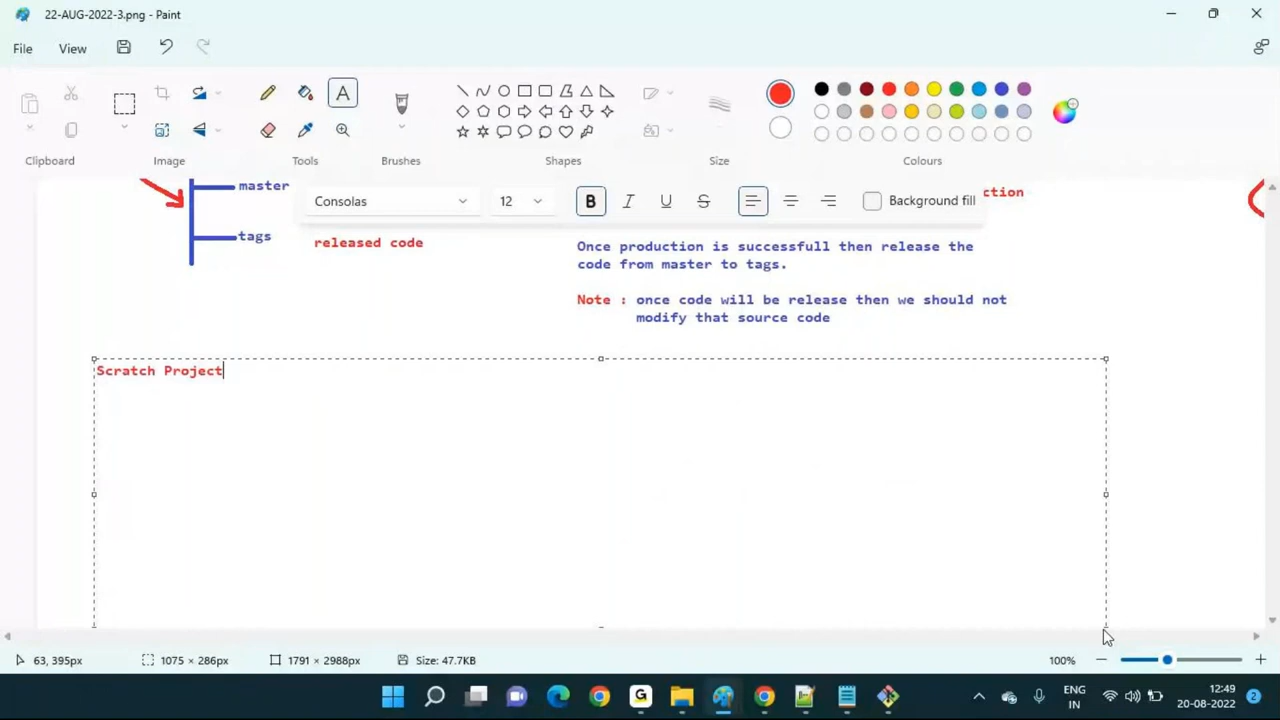 22-AUG-2022-3.png - Paint
File View
Clipboard Image Tools Brushes Shapes Size Colours
Consolas 12 B I U S Background fill
master
ction
tags
released code
Once production is successfull then release the
code from master to tags.
Note : once code will be release then we should not
modify that source code
Scratch Project
63, 395px 1075 × 286px 1791 × 2988px Size: 47.7KB 100%
ENG
IN
12:49
20-08-2022
2